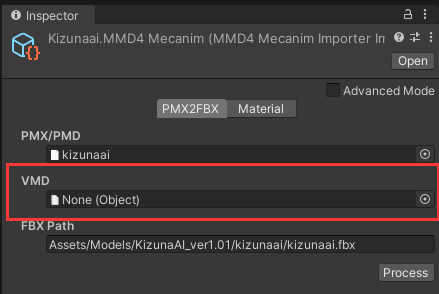 Inspector
Kizunaai.MMD4 Mecanim (MMD4 Mecanim Importer Im
Open
Advanced Mode
PMX2FBX
Material
PMX/PMD
kizunaai
VMD
None (Object)
FBX Path
Assets/Models/KizunaAI_ver1.01/kizunaai/kizunaai.fbx
Process